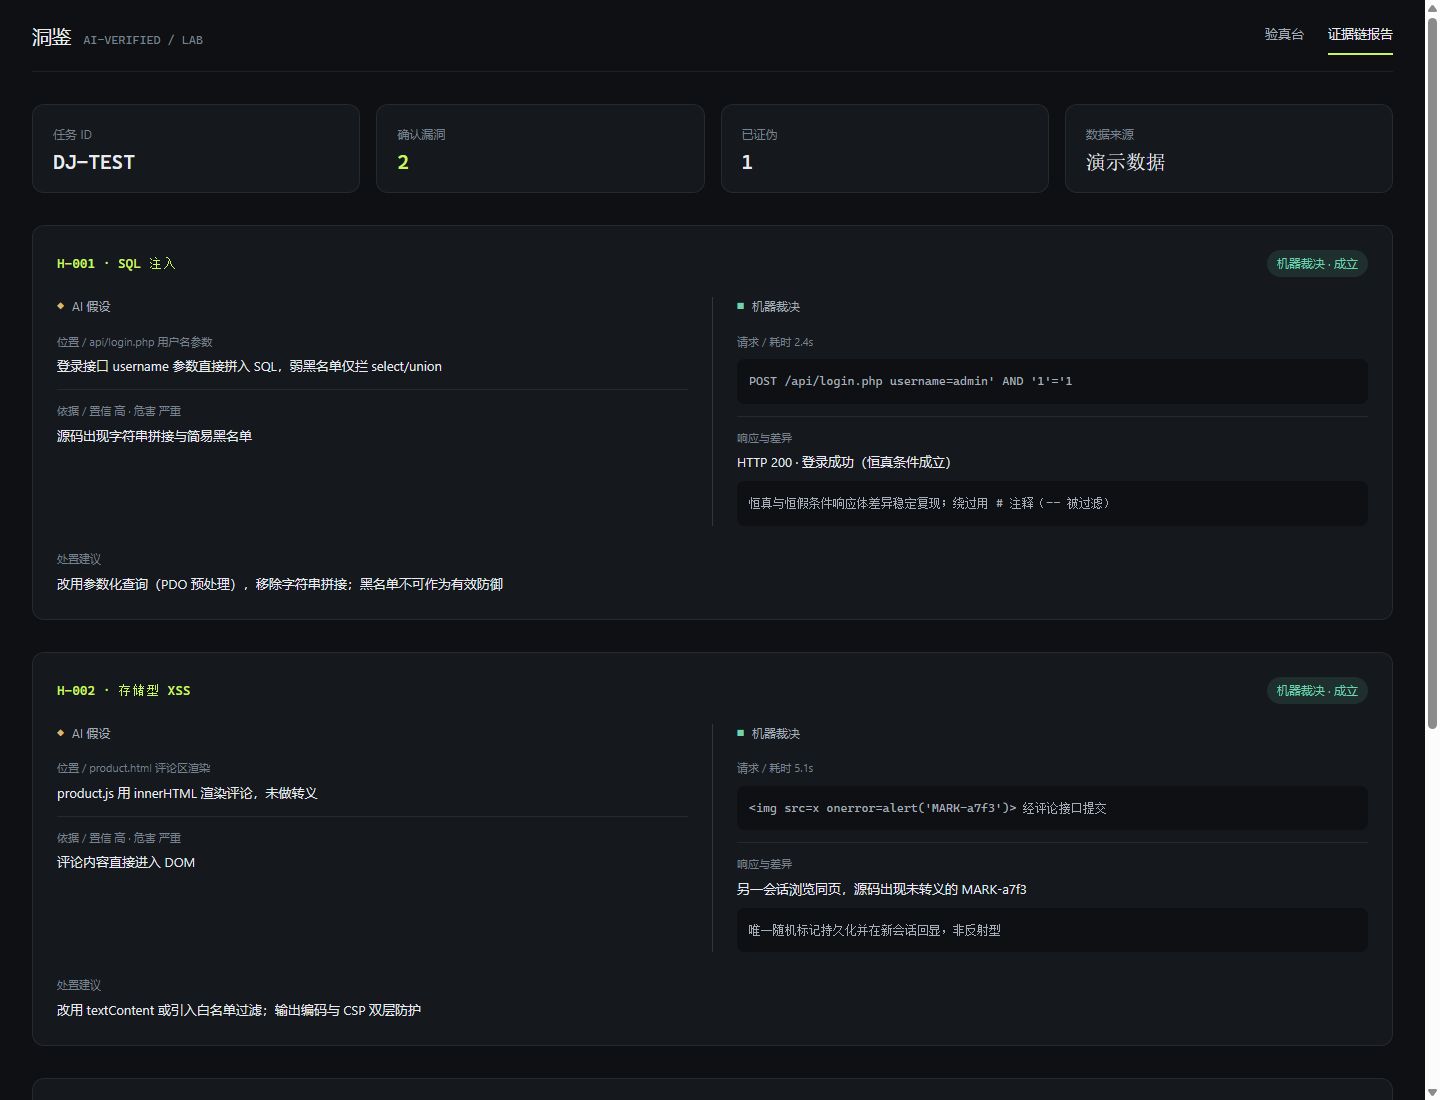 洞鉴 AI-VERIFIED / LAB
验真台 证据链报告
任务 ID
DJ-TEST
确认漏洞
2
已证伪
1
数据来源
演示数据
H-001 · SQL 注入
机器裁决 · 成立
◆ AI 假设
位置 / api/login.php 用户名参数
登录接口 username 参数直接拼入 SQL，弱黑名单仅拦 select/union
依据 / 置信 高 · 危害 严重
源码出现字符串拼接与简易黑名单
■ 机器裁决
请求 / 耗时 2.4s
POST /api/login.php username=admin' AND '1'='1
响应与差异
HTTP 200 · 登录成功（恒真条件成立）
恒真与恒假条件响应体差异稳定复现；绕过用 # 注释（-- 被过滤）
处置建议
改用参数化查询（PDO 预处理），移除字符串拼接；黑名单不可作为有效防御
H-002 · 存储型 XSS
机器裁决 · 成立
◆ AI 假设
位置 / product.html 评论区渲染
product.js 用 innerHTML 渲染评论，未做转义
依据 / 置信 高 · 危害 严重
评论内容直接进入 DOM
■ 机器裁决
请求 / 耗时 5.1s
<img src=x onerror=alert('MARK-a7f3')> 经评论接口提交
响应与差异
另一会话浏览同页，源码出现未转义的 MARK-a7f3
唯一随机标记持久化并在新会话回显，非反射型
处置建议
改用 textContent 或引入白名单过滤；输出编码与 CSP 双层防护